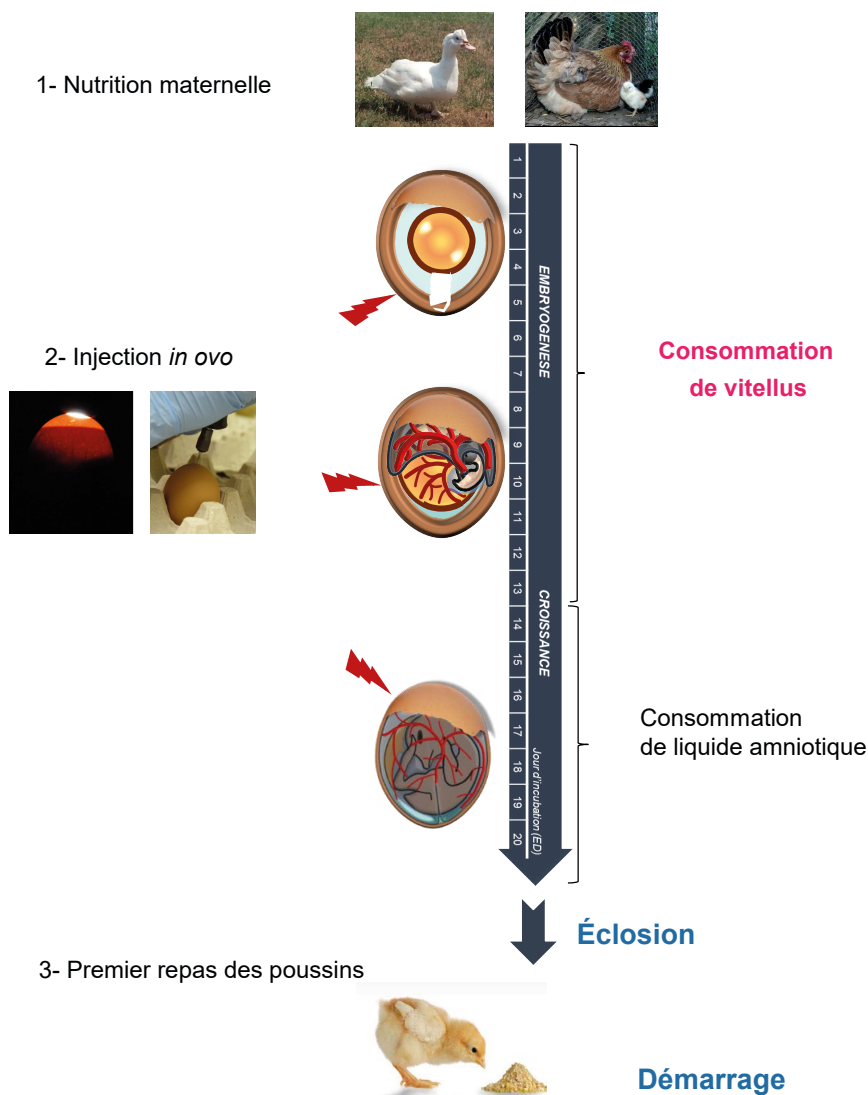 1- Nutrition maternelle
1
2
3
4
5
6
7
8
9
10
11
12
13
14
15
16
17
18
19
20
EMBRYOGENESE
CROISSANCE
Jour d'incubation (ED)
Consommation
de vitellus
2- Injection in ovo
Consommation
de liquide amniotique
Éclosion
3- Premier repas des poussins
Démarrage